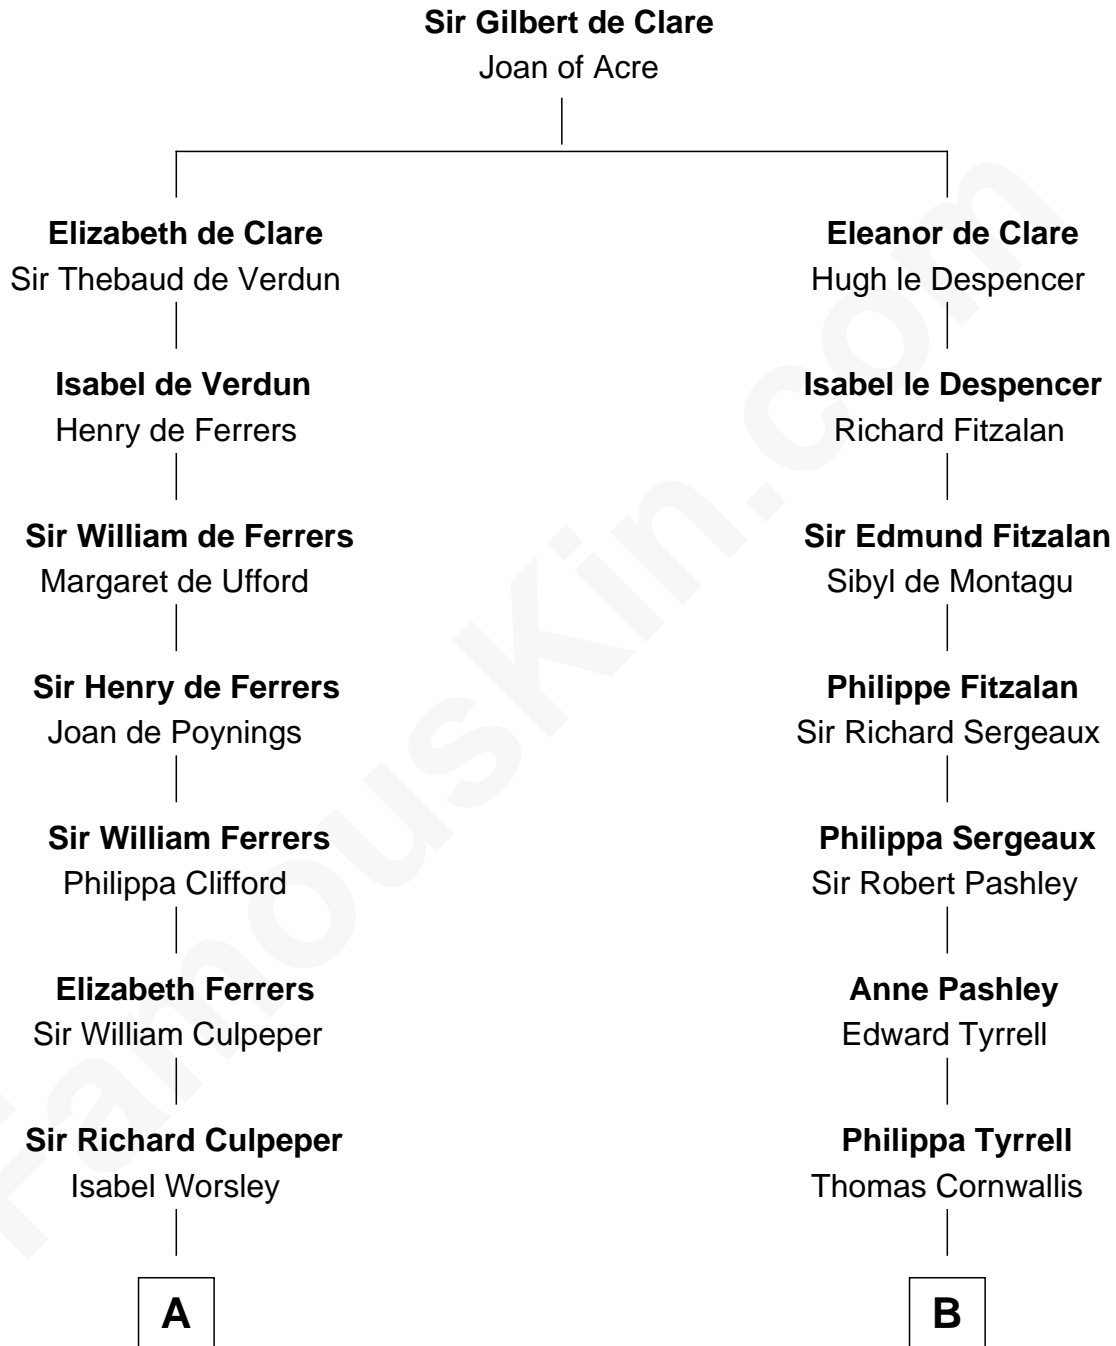 Sir Gilbert de Clare
Joan of Acre
Elizabeth de Clare
Sir Thebaud de Verdun
Eleanor de Clare
Hugh le Despencer
Isabel de Verdun
Henry de Ferrers
Isabel le Despencer
Richard Fitzalan
Sir William de Ferrers
Margaret de Ufford
Sir Edmund Fitzalan
Sibyl de Montagu
Sir Henry de Ferrers
Joan de Poynings
Philippe Fitzalan
Sir Richard Sergeaux
Sir William Ferrers
Philippa Clifford
Philippa Sergeaux
Sir Robert Pashley
Elizabeth Ferrers
Sir William Culpeper
Anne Pashley
Edward Tyrrell
Sir Richard Culpeper
Isabel Worsley
Philippa Tyrrell
Thomas Cornwallis
A
B
FamousKin.com